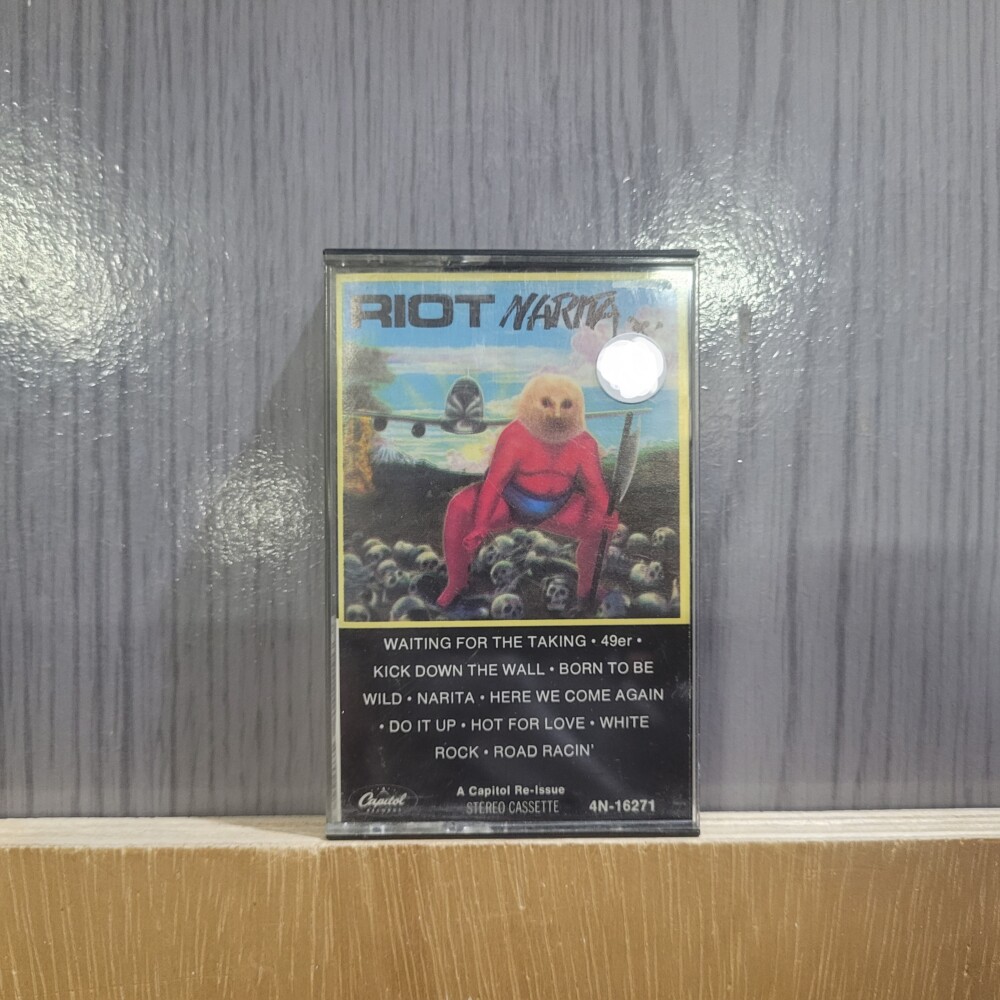 RIOT NARITA
WAITING FOR THE TAKING • 49er •
KICK DOWN THE WALL • BORN TO BE
WILD • NARITA • HERE WE COME AGAIN
• DO IT UP • HOT FOR LOVE • WHITE
ROCK • ROAD RACIN'
A Capitol Re-Issue
Capitol
RECORDS
STEREO CASSETTE 4N-16271